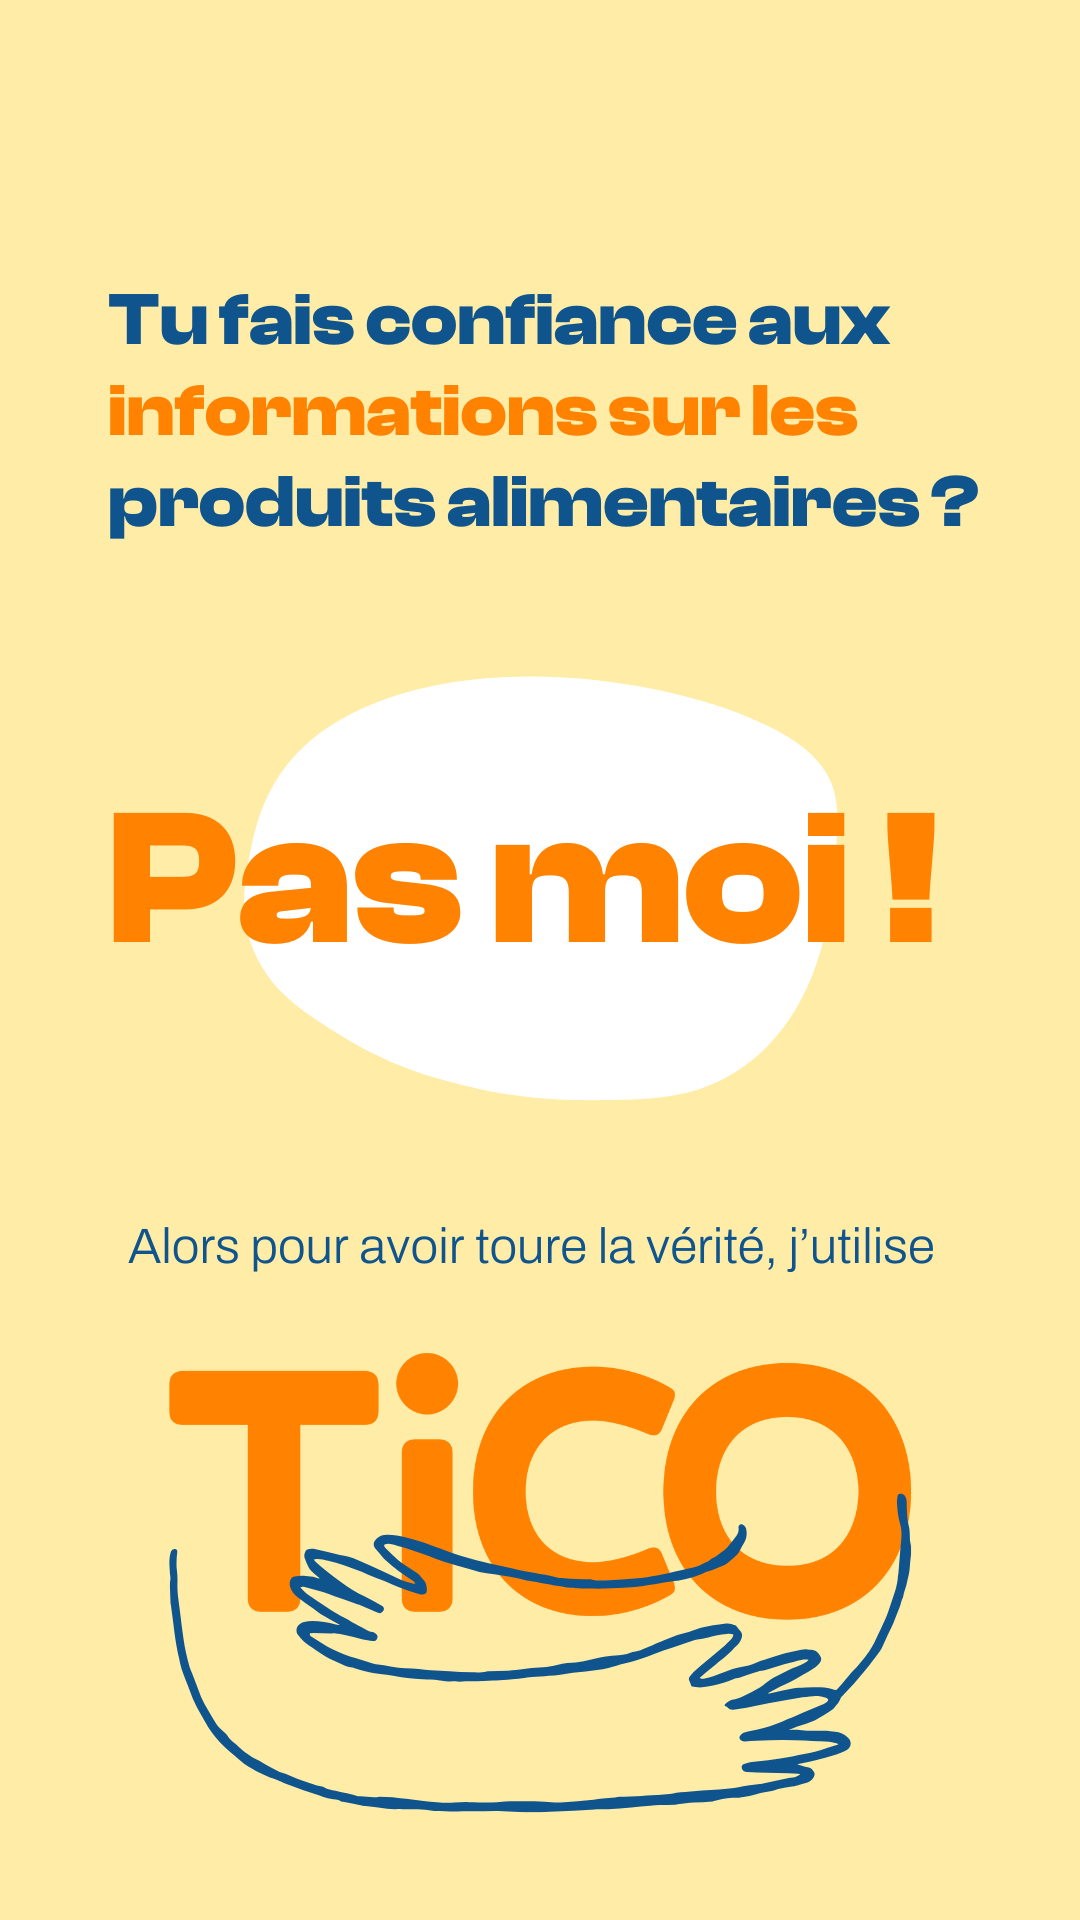 Tu fais confiance aux
informations sur les
produits alimentaires ?
Pas moi !
Alors pour avoir toure la vérité, j’utilise
TiCO